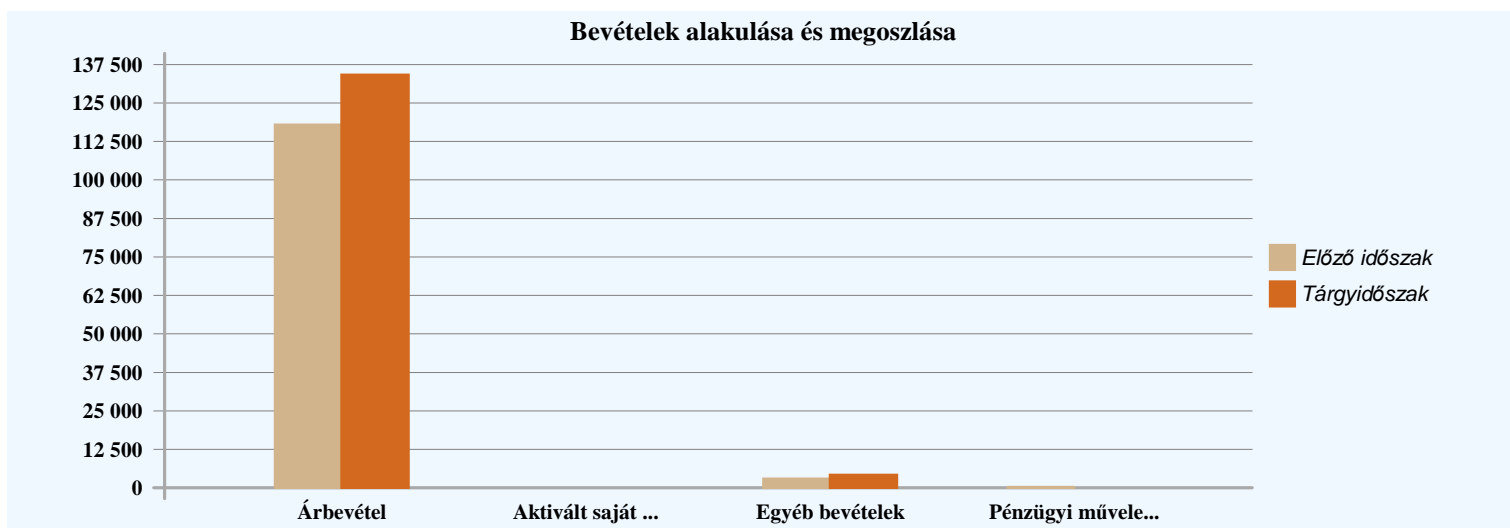 Bevételek alakulása és megoszlása
137 500
125 000
112 500
100 000
87 500
75 000
62 500
50 000
37 500
25 000
12 500
0
Árbevétel
Aktivált saját ...
Egyéb bevételek
Pénzügyi művele...
Előző időszak
Tárgyidőszak